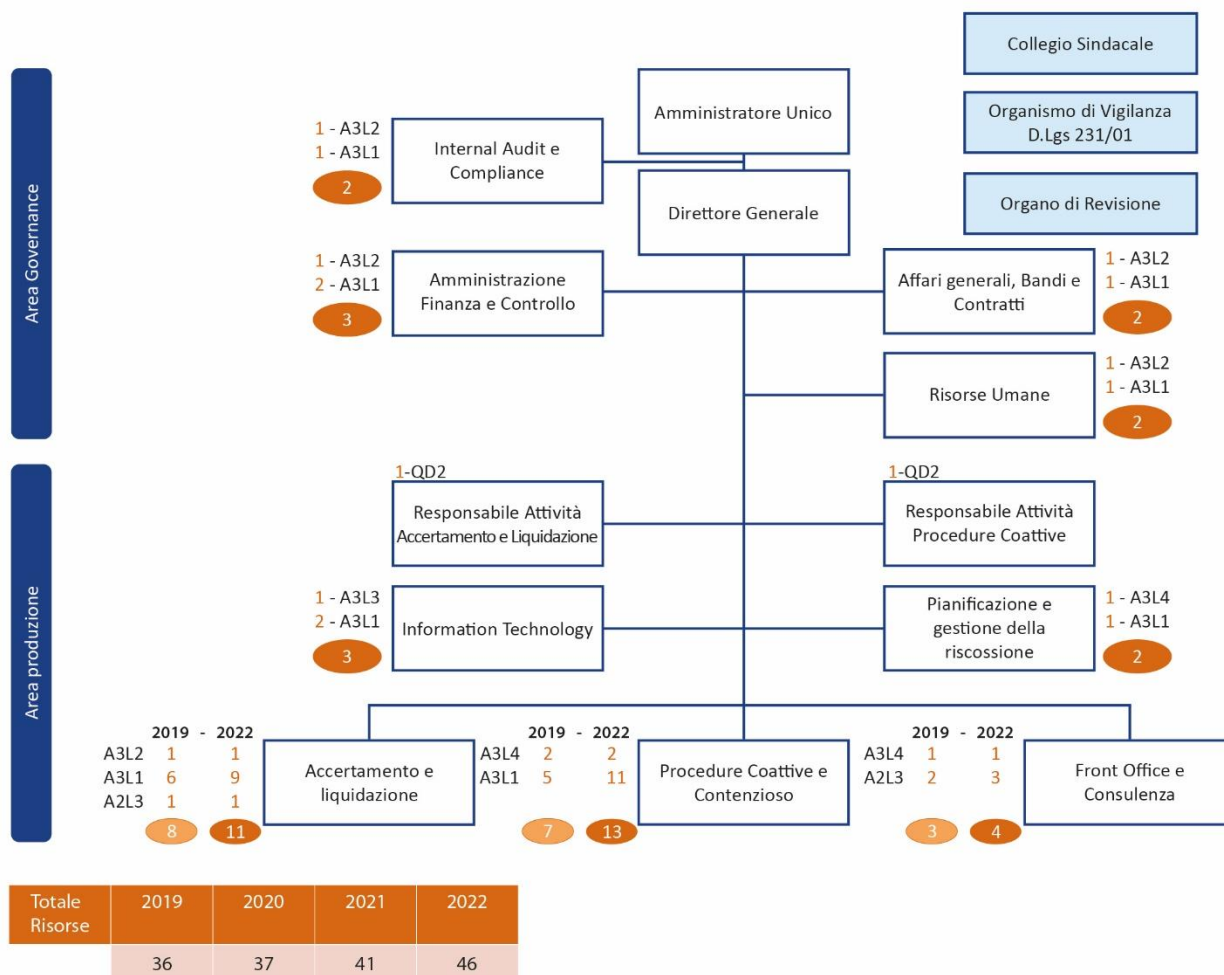 Collegio Sindacale
Organismo di Vigilanza
D.Lgs 231/01
Organo di Revisione
Area Governance
Amministratore Unico
1 - A3L2
1 - A3L1
2
Internal Audit e
Compliance
Direttore Generale
1 - A3L2
2 - A3L1
3
Amministrazione
Finanza e Controllo
Affari generali, Bandi e
Contratti
1 - A3L2
1 - A3L1
2
Risorse Umane
1 - A3L2
1 - A3L1
2
Area produzione
1-QD2
Responsabile Attività
Accertamento e Liquidazione
1-QD2
Responsabile Attività
Procedure Coattive
1 - A3L3
2 - A3L1
3
Information Technology
Pianificazione e
gestione della
riscossione
1 - A3L4
1 - A3L1
2
2019 - 2022
A3L2 1 1
A3L1 6 9
A2L3 1 1
8 11
Accertamento e
liquidazione
2019 - 2022
A3L4 2 2
A3L1 5 11
7 13
Procedure Coattive e
Contenzioso
2019 - 2022
A3L4 1 1
A2L3 2 3
3 4
Front Office e
Consulenza
Totale
Risorse
2019 2020 2021 2022
36 37 41 46